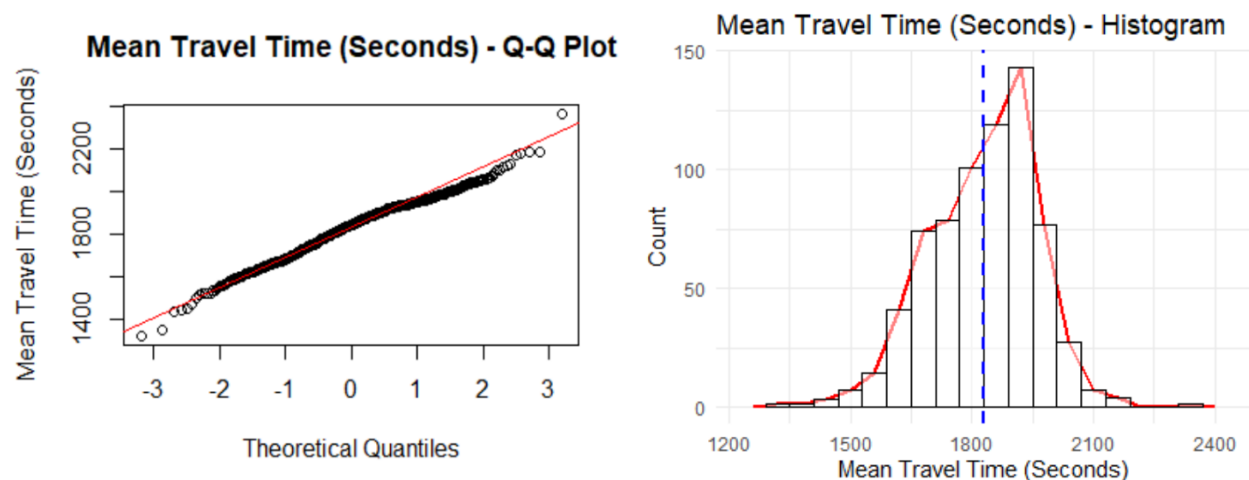 Mean Travel Time (Seconds) - Q-Q Plot
Mean Travel Time (Seconds)
2200
1800
1400
-3 -2 -1 0 1 2 3
Theoretical Quantiles
Mean Travel Time (Seconds) - Histogram
Count
150
100
50
0
1200 1500 1800 2100 2400
Mean Travel Time (Seconds)